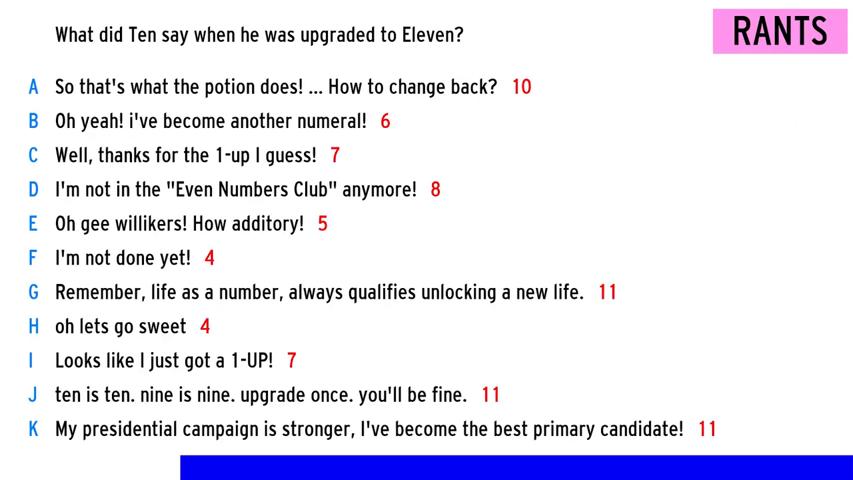 What did Ten say when he was upgraded to Eleven?
RANTS
A So that's what the potion does! ... How to change back? 10
B Oh yeah! i've become another numeral! 6
C Well, thanks for the 1-up I guess! 7
D I'm not in the "Even Numbers Club" anymore! 8
E Oh gee willikers! How additory! 5
F I'm not done yet! 4
G Remember, life as a number, always qualifies unlocking a new life. 11
H oh lets go sweet 4
I Looks like I just got a 1-UP! 7
J ten is ten. nine is nine. upgrade once. you'll be fine. 11
K My presidential campaign is stronger, I've become the best primary candidate! 11